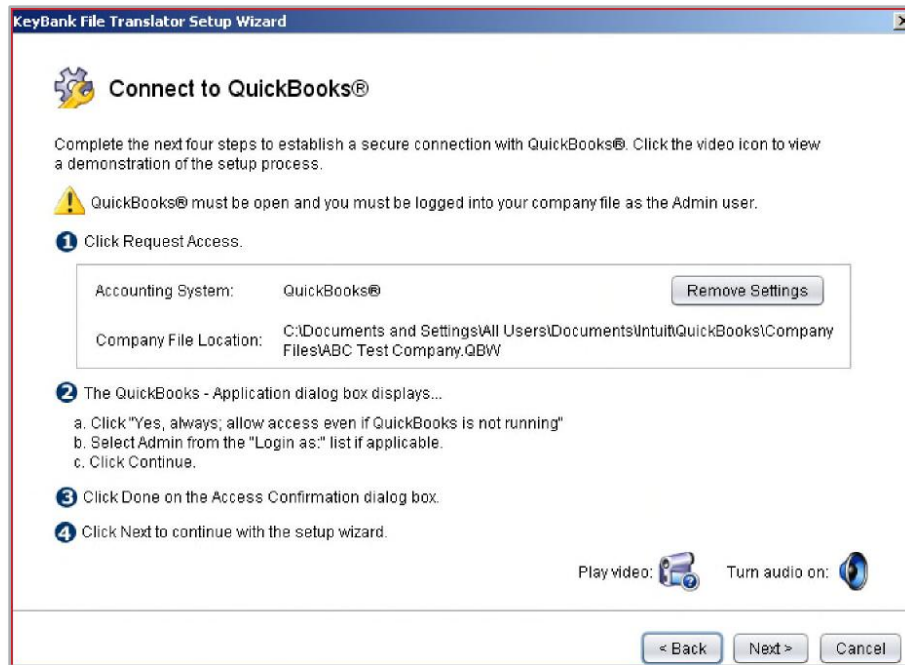 KeyBank File Translator Setup Wizard
Connect to QuickBooks®
Complete the next four steps to establish a secure connection with QuickBooks®. Click the video icon to view
a demonstration of the setup process.
QuickBooks® must be open and you must be logged into your company file as the Admin user.
1 Click Request Access.
Accounting System: QuickBooks® Remove Settings
Company File Location: C:\Documents and Settings\All Users\Documents\Intuit\QuickBooks\Company
Files\ABC Test Company.QBW
2 The QuickBooks - Application dialog box displays...
a. Click "Yes, always; allow access even if QuickBooks is not running"
b. Select Admin from the "Login as:" list if applicable.
c. Click Continue.
3 Click Done on the Access Confirmation dialog box.
4 Click Next to continue with the setup wizard.
Play video: Turn audio on:
< Back Next > Cancel